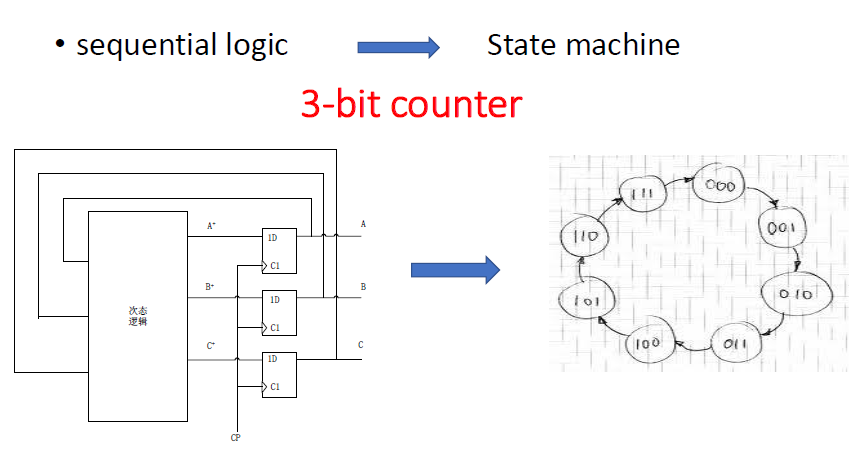 • sequential logic
State machine
3-bit counter
A⁺
1D
A
C1
B⁺
1D
B
C1
次态
逻辑
C⁺
1D
C
C1
CP
000
111
001
110
010
101
100
011